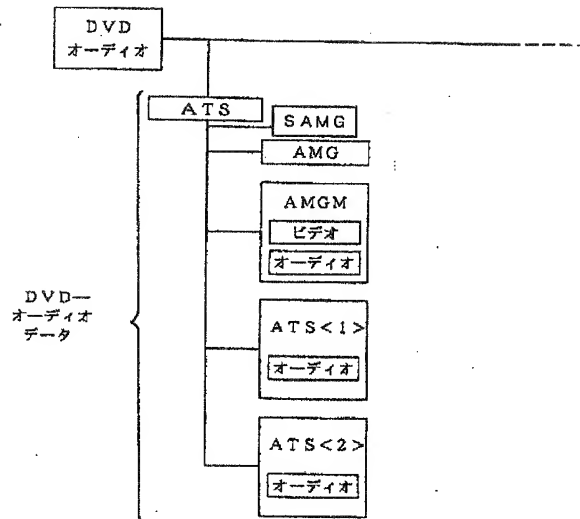 DVD
オーディオ
ATS
SAMG
AMG
AMGM
ビデオ
オーディオ
DVD—
オーディオ
データ
ATS<1>
オーディオ
ATS<2>
オーディオ